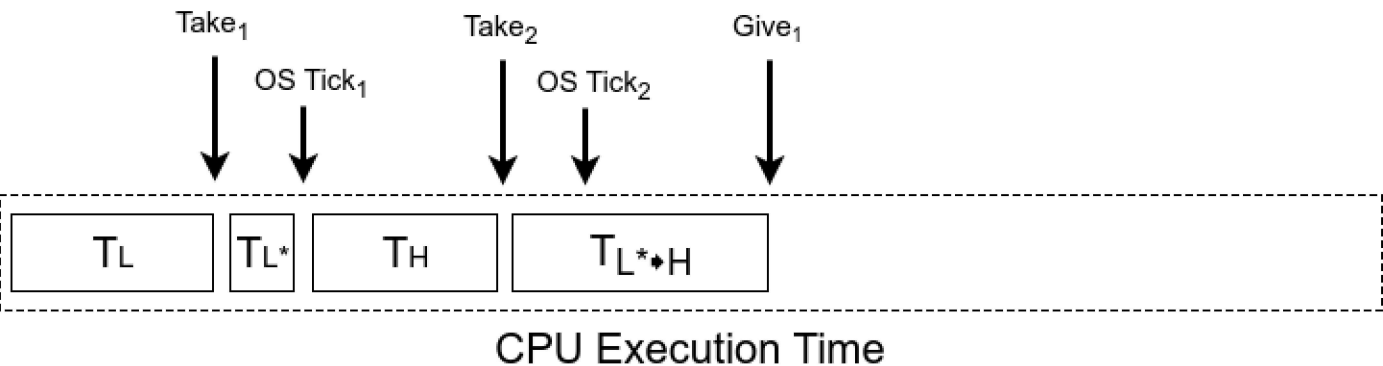 Take₁ Take₂ Give₁
OS Tick₁ OS Tick₂
TL TL* TH TL*➧H
CPU Execution Time